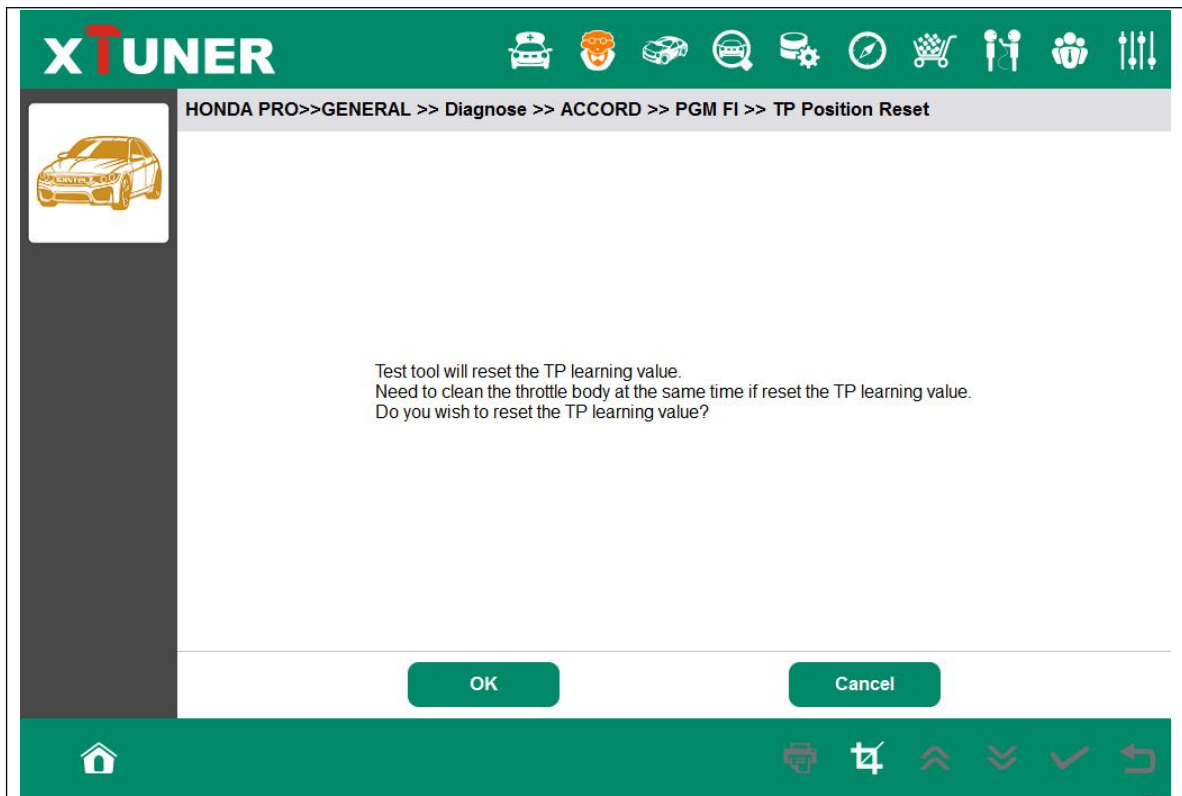 XTUNER
HONDA PRO>>GENERAL >> Diagnose >> ACCORD >> PGM FI >> TP Position Reset
Test tool will reset the TP learning value.
Need to clean the throttle body at the same time if reset the TP learning value.
Do you wish to reset the TP learning value?
OK
Cancel